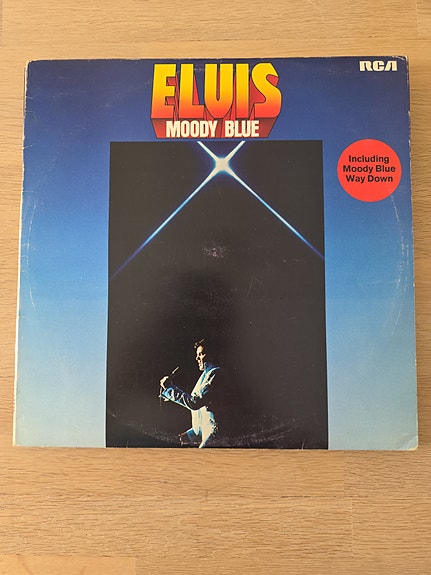 RCA
ELVIS
MOODY BLUE
Including
Moody Blue
Way Down